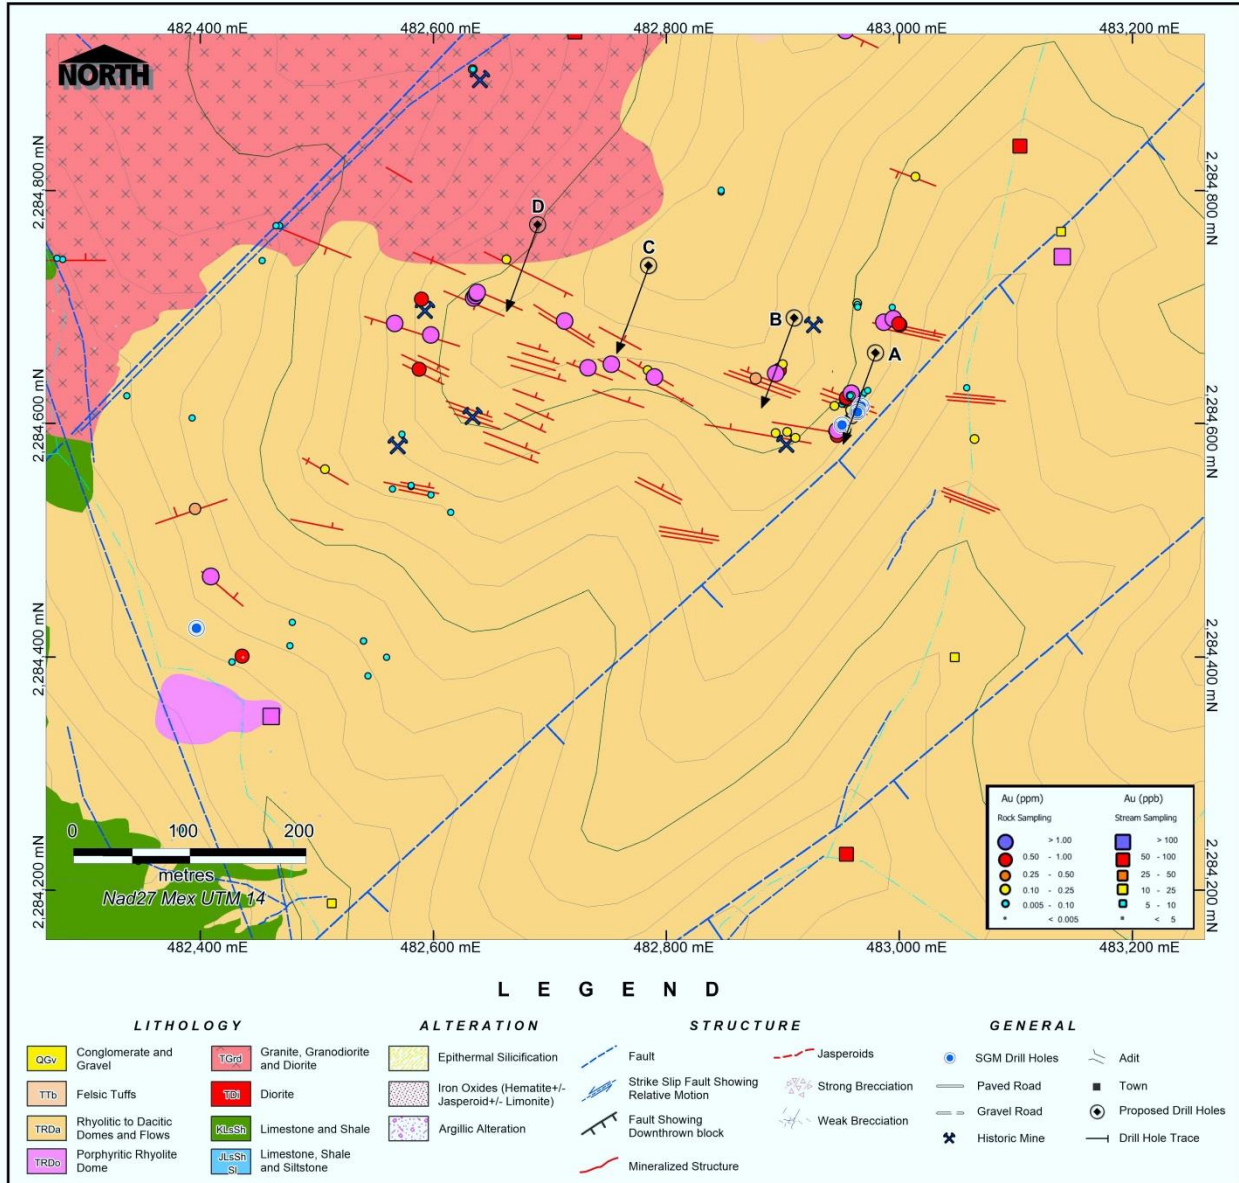 482,400 mE 482,600 mE 482,800 mE 483,000 mE 483,200 mE
NORTH
2,284,800 mN
2,284,800 mN
D
C
B
A
2,284,600 mN
2,284,600 mN
2,284,400 mN
2,284,400 mN
0 100 200
metres
Nad27 Mex UTM 14
2,284,200 mN
2,284,200 mN
Au (ppm) Au (ppb)
Rock Sampling Stream Sampling
> 1.00 > 100
0.50 - 1.00 50 - 100
0.25 - 0.50 25 - 50
0.10 - 0.25 10 - 25
0.005 - 0.10 5 - 10
< 0.005 < 5
482,400 mE 482,600 mE 482,800 mE 483,000 mE 483,200 mE
LEGEND
LITHOLOGY
QGv Conglomerate and
Gravel
TTb Felsic Tuffs
TRDa Rhyolitic to Dacitic
Domes and Flows
TRDo Porphyritic Rhyolite
Dome
TGrd Granite, Granodiorite
and Diorite
TDi Diorite
KLsSh Limestone and Shale
JLsSh
Sl
Limestone, Shale
and Siltstone
ALTERATION
Epithermal Silicification
Iron Oxides (Hematite+/-
Jasperoid+/- Limonite)
Argillic Alteration
STRUCTURE
Fault
Strike Slip Fault Showing
Relative Motion
Fault Showing
Downthrown block
Mineralized Structure
Jasperoids
Strong Brecciation
Weak Brecciation
GENERAL
SGM Drill Holes
Paved Road
Gravel Road
Historic Mine
Adit
Town
Proposed Drill Holes
Drill Hole Trace